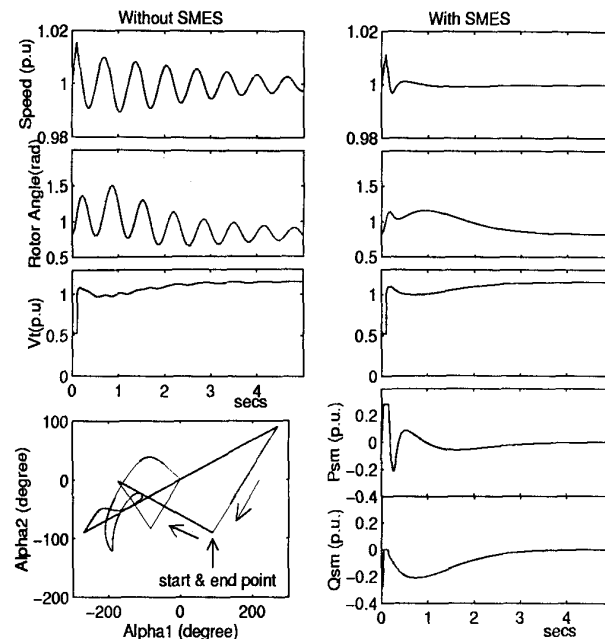 Without SMES
With SMES
Speed (p.u)
1.02
1
0.98
1.02
1
0.98
Rotor Angle(rad)
1.5
1
0.5
1.5
1
0.5
Vt(p.u)
1
0.5
0
1
0.5
0
0 1 2 3 4
secs
Alpha2 (degree)
100
0
-100
-200
start & end point
-200 0 200
Alpha1 (degree)
Psm (p.u.)
0.2
0
-0.2
-0.4
Qsm (p.u.)
0
-0.2
-0.4
0 1 2 3 4
secs